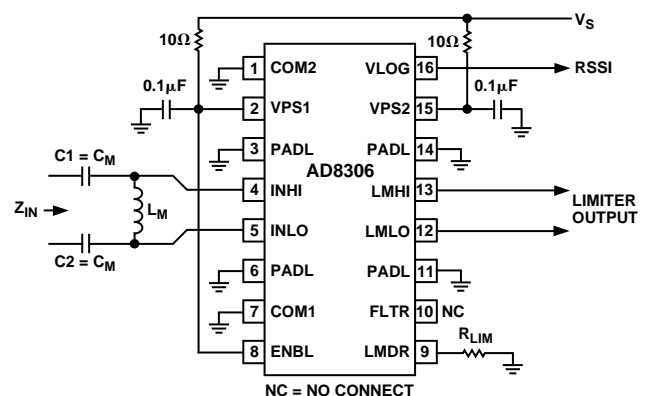 V_S
10Ω
10Ω
1 COM2 VLOG 16 RSSI
0.1μF
0.1μF
2 VPS1 VPS2 15
3 PADL PADL 14
AD8306
C1 = C_M
4 INHI LMHI 13
Z_IN L_M
LIMITER
OUTPUT
5 INLO LMLO 12
C2 = C_M
6 PADL PADL 11
7 COM1 FLTR 10 NC
R_LIM
8 ENBL LMDR 9
NC = NO CONNECT